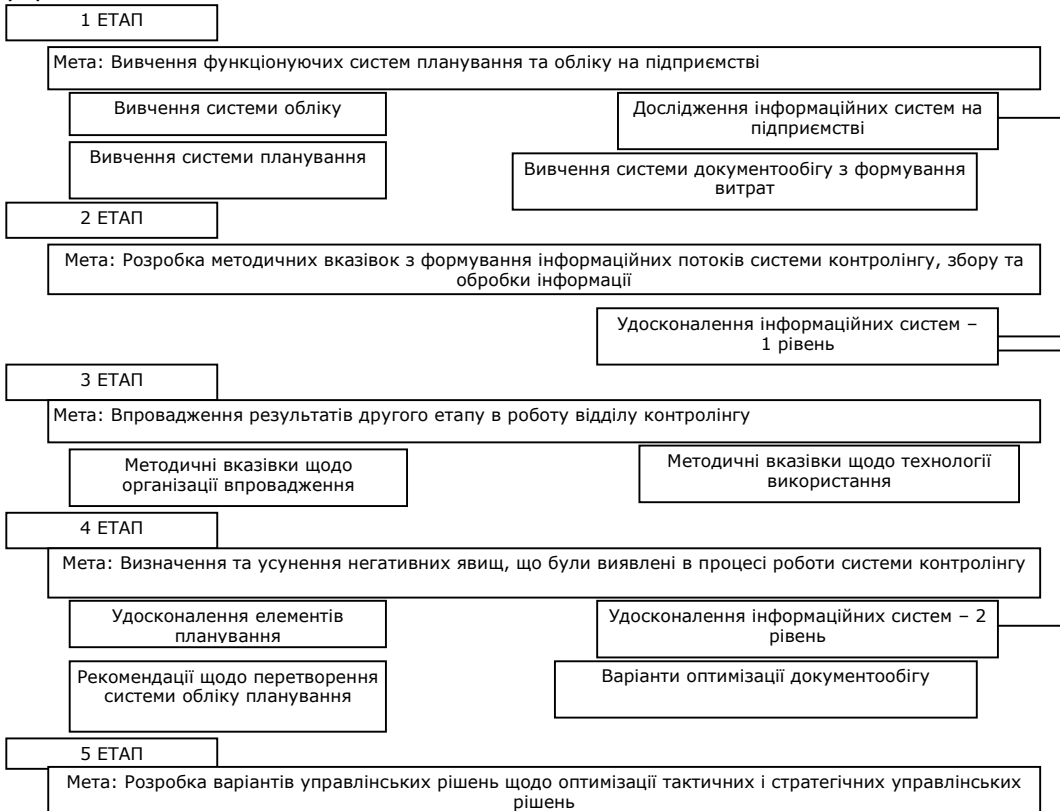 1 ЕТАП
Мета: Вивчення функціонуючих систем планування та обліку на підприємстві
Вивчення системи обліку
Дослідження інформаційних систем на
підприємстві
Вивчення системи планування
Вивчення системи документообігу з формування
витрат
2 ЕТАП
Мета: Розробка методичних вказівок з формування інформаційних потоків системи контролінгу, збору та
обробки інформації
Удосконалення інформаційних систем –
1 рівень
3 ЕТАП
Мета: Впровадження результатів другого етапу в роботу відділу контролінгу
Методичні вказівки щодо
організації впровадження
Методичні вказівки щодо технології
використання
4 ЕТАП
Мета: Визначення та усунення негативних явищ, що були виявлені в процесі роботи системи контролінгу
Удосконалення елементів
планування
Удосконалення інформаційних систем – 2
рівень
Рекомендації щодо перетворення
системи обліку планування
Варіанти оптимізації документообігу
5 ЕТАП
Мета: Розробка варіантів управлінських рішень щодо оптимізації тактичних і стратегічних управлінських
рішень